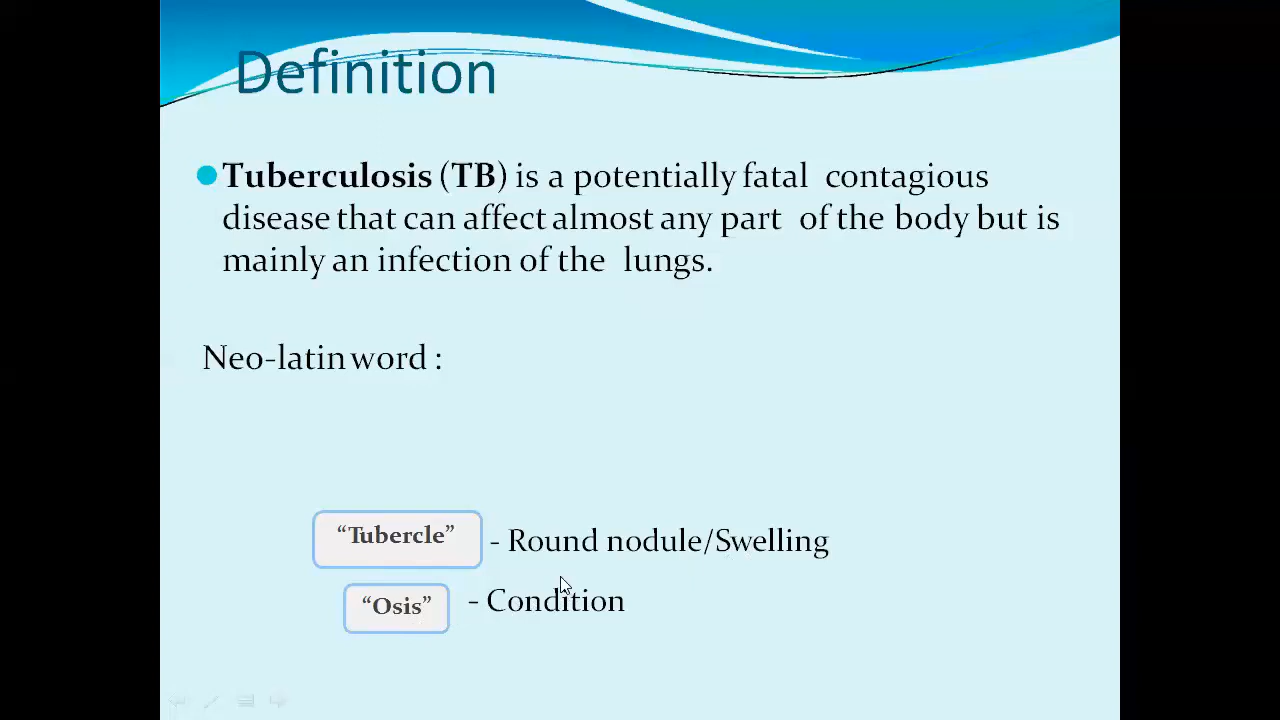 Definition
Tuberculosis (TB) is a potentially fatal contagious
disease that can affect almost any part of the body but is
mainly an infection of the lungs.
Neo-latin word :
“Tubercle” - Round nodule/Swelling
“Osis” - Condition